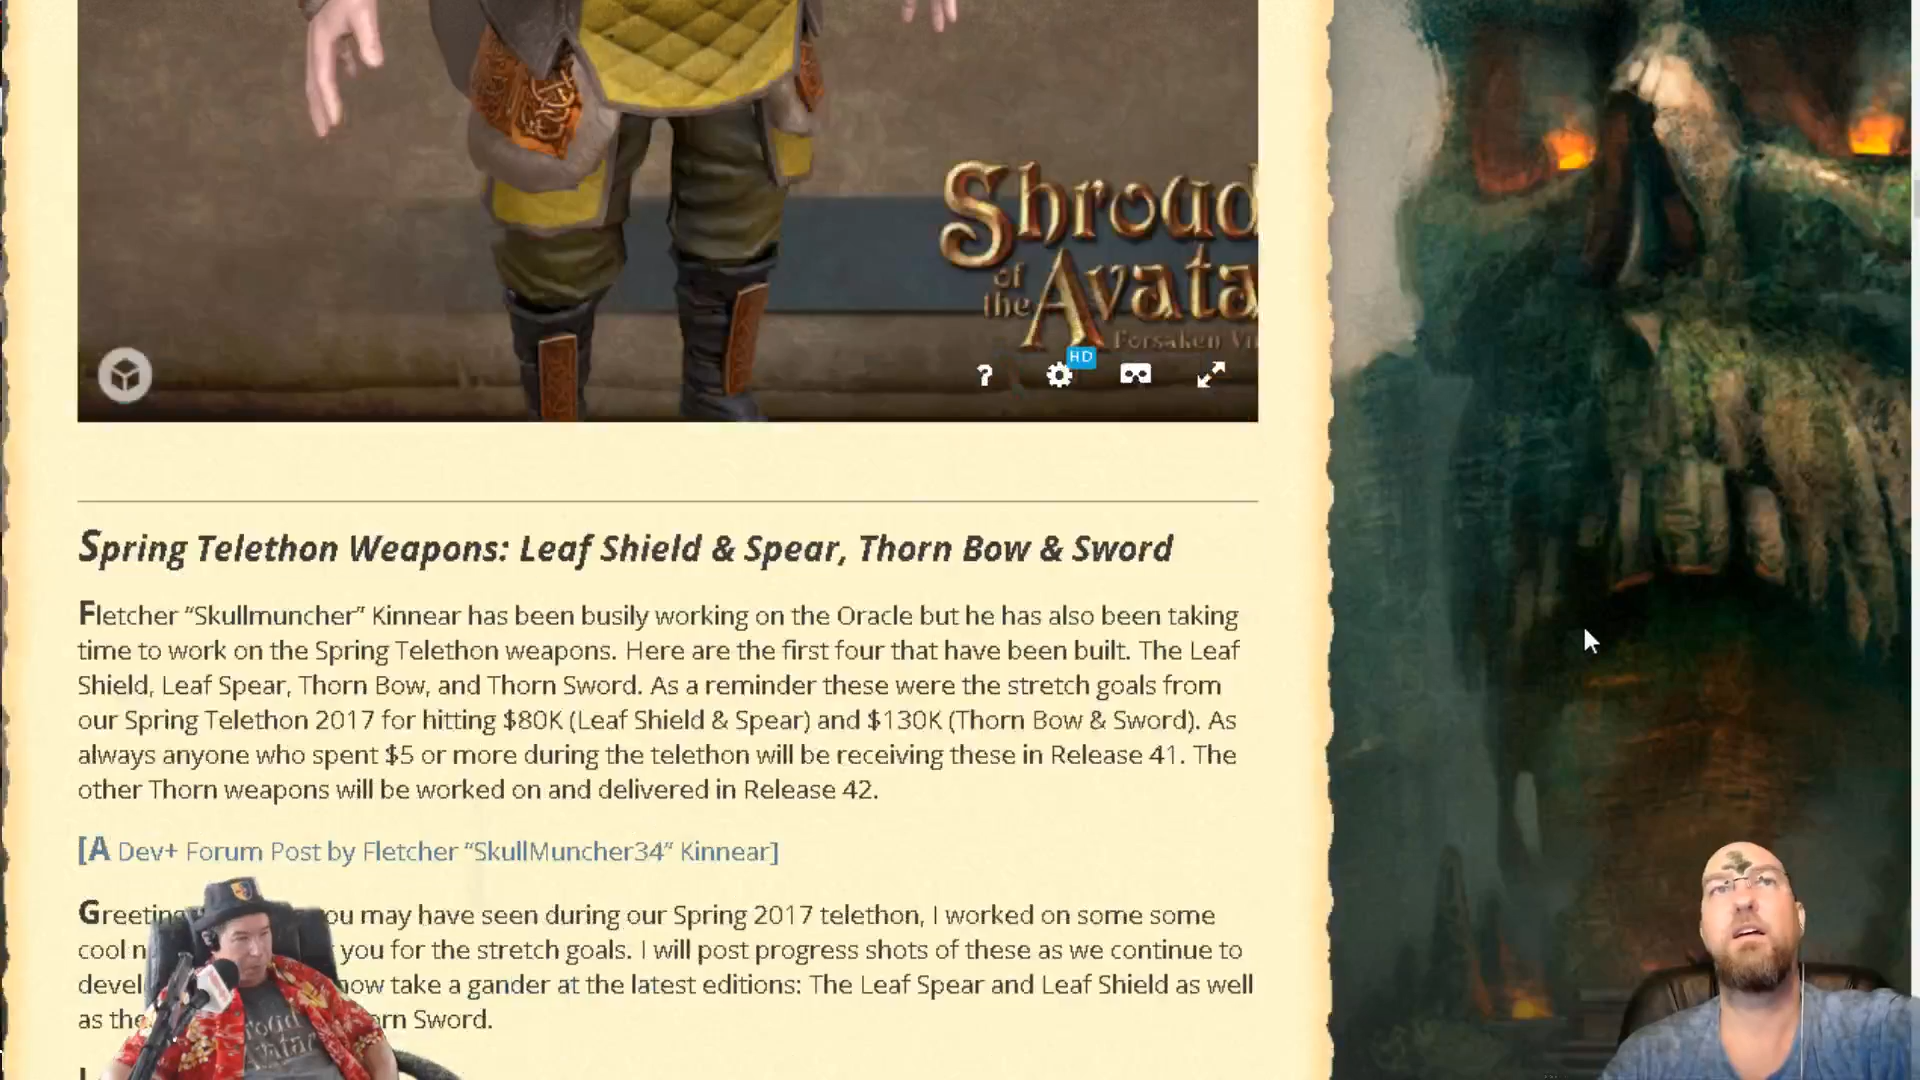 Shroud
of
the Avata
Forsaken Vi
HD
?
Spring Telethon Weapons: Leaf Shield & Spear, Thorn Bow & Sword
Fletcher “Skullmuncher” Kinnear has been busily working on the Oracle but he has also been taking
time to work on the Spring Telethon weapons. Here are the first four that have been built. The Leaf
Shield, Leaf Spear, Thorn Bow, and Thorn Sword. As a reminder these were the stretch goals from
our Spring Telethon 2017 for hitting $80K (Leaf Shield & Spear) and $130K (Thorn Bow & Sword). As
always anyone who spent $5 or more during the telethon will be receiving these in Release 41. The
other Thorn weapons will be worked on and delivered in Release 42.
[A Dev+ Forum Post by Fletcher “SkullMuncher34” Kinnear]
Greeting ou may have seen during our Spring 2017 telethon, I worked on some some
cool n you for the stretch goals. I will post progress shots of these as we continue to
devel now take a gander at the latest editions: The Leaf Spear and Leaf Shield as well
as the orn Sword.